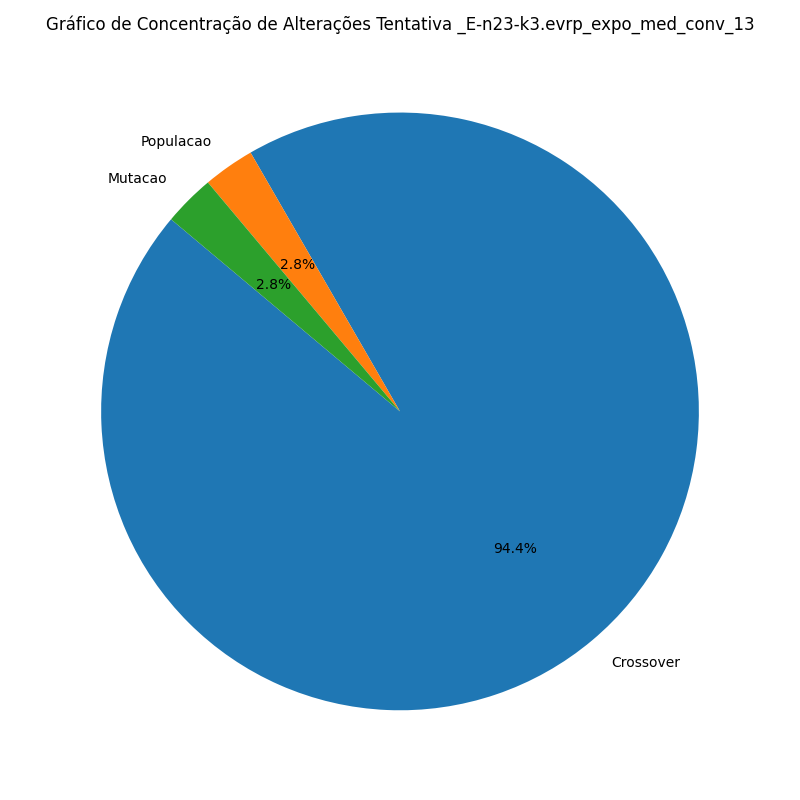 Gráfico de Concentração de Alterações Tentativa _E-n23-k3.evrp_expo_med_conv_13
Populacao
Mutacao
2.8%
2.8%
94.4%
Crossover